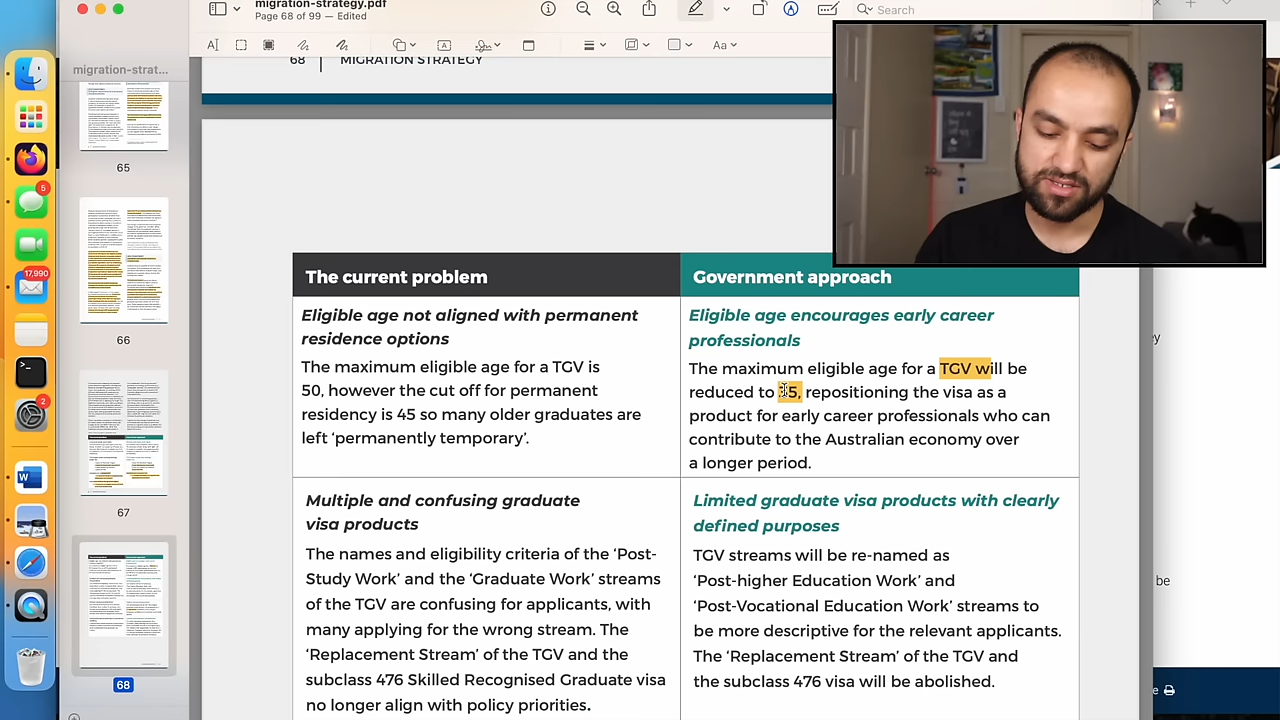 migration-strategy.pdf
Page 68 of 99 — Edited
Search
Aa
migration-strat...
65
66
67
68
5
17,990
2
68 | MIGRATION STRATEGY
The current problem
Government approach
Eligible age not aligned with permanent
residence options
The maximum eligible age for a TGV is
50, however the cut off for permanent
residency is 45 so many older graduates are
left ‘permanently temporary’.
Eligible age encourages early career
professionals
The maximum eligible age for a TGV will be
reduced to 35, repositioning the visa as a
product for early career professionals who can
contribute to the Australian economy over
a longer period.
Multiple and confusing graduate
visa products
The names and eligibility criteria of the ‘Post-
Study Work’ and the ‘Graduate Work’ streams
of the TGV are confusing for applicants, with
many applying for the wrong stream. The
‘Replacement Stream’ of the TGV and the
subclass 476 Skilled Recognised Graduate visa
no longer align with policy priorities.
Limited graduate visa products with clearly
defined purposes
TGV streams will be re-named as
‘Post-higher Education Work’ and
‘Post-Vocational Education Work’ streams to
be more descriptive for the relevant applicants.
The ‘Replacement Stream’ of the TGV and
the subclass 476 visa will be abolished.
be